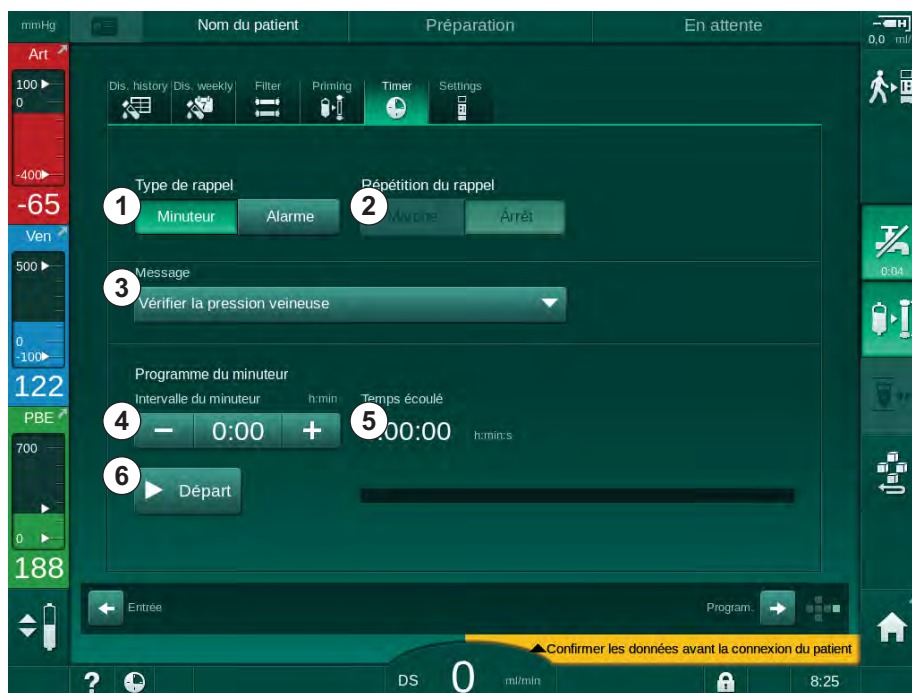 mmHg
Nom du patient
Préparation
En attente
0,0 ml/
Art
100
0
-400
-65
Ven
500
0
-100
122
PBE
700
0
188
Dis. history
Dis. weekly
Filter
Priming
Timer
Settings
Type de rappel
Répétition du rappel
1
Minuteur
Alarme
2
Arrêt
Message
3
Vérifier la pression veineuse
Programme du minuteur
Intervalle du minuteur h:min
Temps écoulé
4
− 0:00 +
5
:00:00 h:min:s
6
Départ
0:04
Entrée
Program.
Confirmer les données avant la connexion du patient
?
DS 0 ml/min
8:25